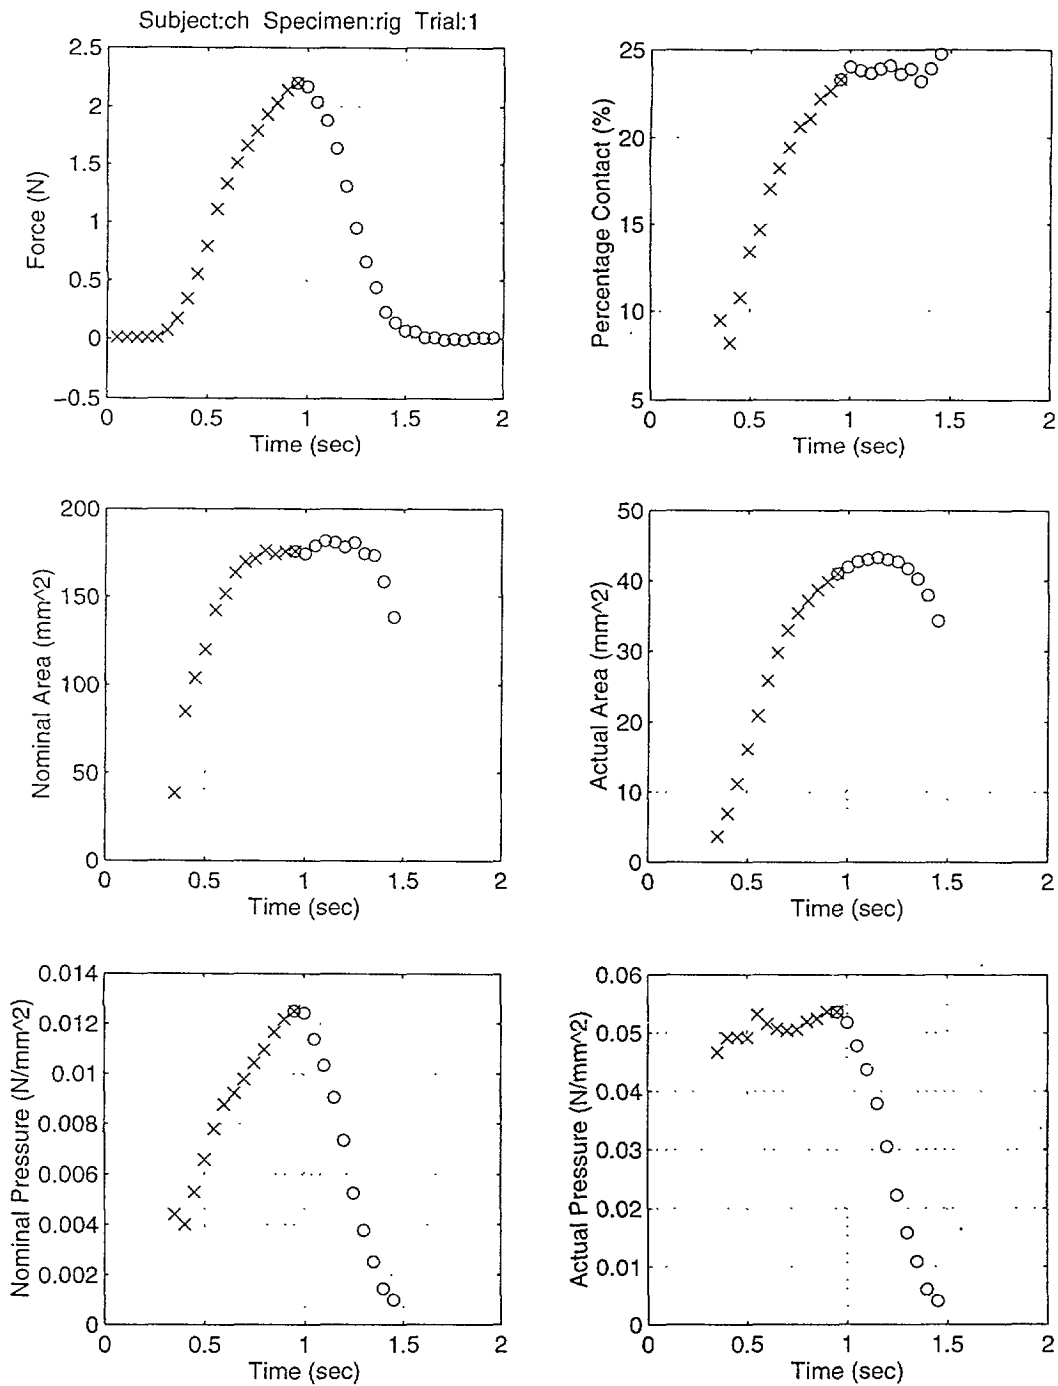 Subject:ch Specimen:rig Trial:1
2.5
2
1.5
1
0.5
0
−0.5
Force (N)
0 0.5 1 1.5 2
Time (sec)
25
20
15
10
5
Percentage Contact (%)
0 0.5 1 1.5 2
Time (sec)
200
150
100
50
0
Nominal Area (mm^2)
0 0.5 1 1.5 2
Time (sec)
50
40
30
20
10
0
Actual Area (mm^2)
0 0.5 1 1.5 2
Time (sec)
0.014
0.012
0.01
0.008
0.006
0.004
0.002
0
Nominal Pressure (N/mm^2)
0 0.5 1 1.5 2
Time (sec)
0.06
0.05
0.04
0.03
0.02
0.01
0
Actual Pressure (N/mm^2)
0 0.5 1 1.5 2
Time (sec)